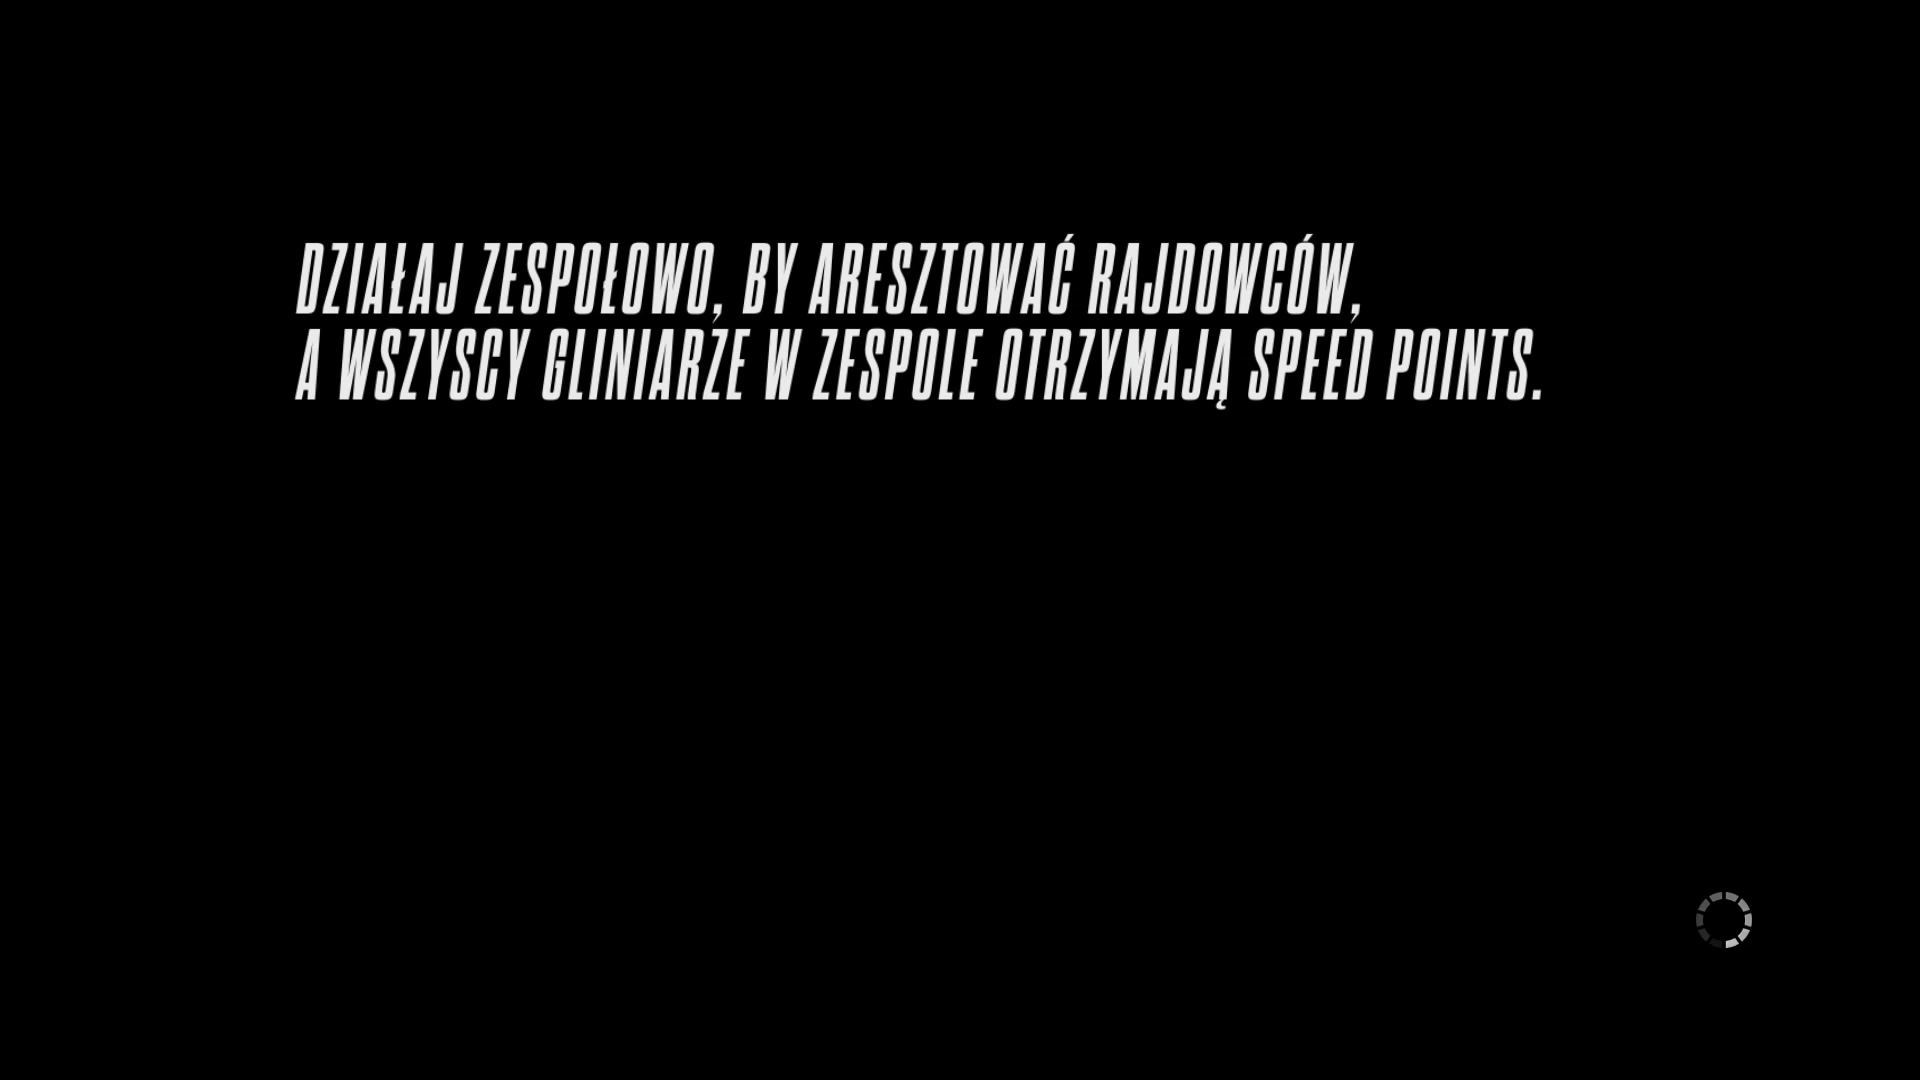 DZIAŁAJ ZESPOŁOWO, BY ARESZTOWAĆ RAJDOWCÓW,
A WSZYSCY GLINIARZE W ZESPOLE OTRZYMAJĄ SPEED POINTS.